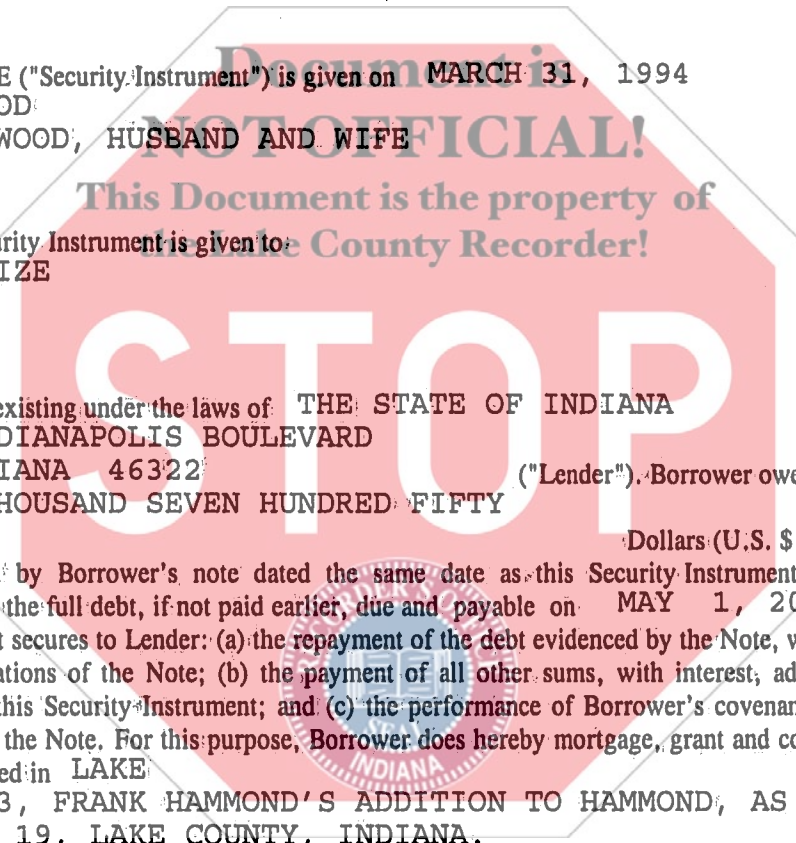 Document is
E ("Security Instrument") is given on MARCH 31, 1994
OD
WOOD, HUSBAND AND WIFE
NOT OFFICIAL!
This Document is the property of
the Lake County Recorder!
urity Instrument is given to
IZE
STOP
existing under the laws of THE STATE OF INDIANA
DIANAPOLIS BOULEVARD
IANA 46322 ("Lender"). Borrower owe
HOUSAND SEVEN HUNDRED FIFTY
Dollars (U.S. $
by Borrower's note dated the same date as this Security Instrument
the full debt, if not paid earlier, due and payable on MAY 1, 20
t secures to Lender: (a) the repayment of the debt evidenced by the Note, w
ations of the Note; (b) the payment of all other sums, with interest, ad
this Security Instrument; and (c) the performance of Borrower's covenan
the Note. For this purpose, Borrower does hereby mortgage, grant and co
ed in LAKE
3, FRANK HAMMOND'S ADDITION TO HAMMOND, AS
19, LAKE COUNTY, INDIANA.
RECORDER'S OFFICE
SEAL
INDIANA